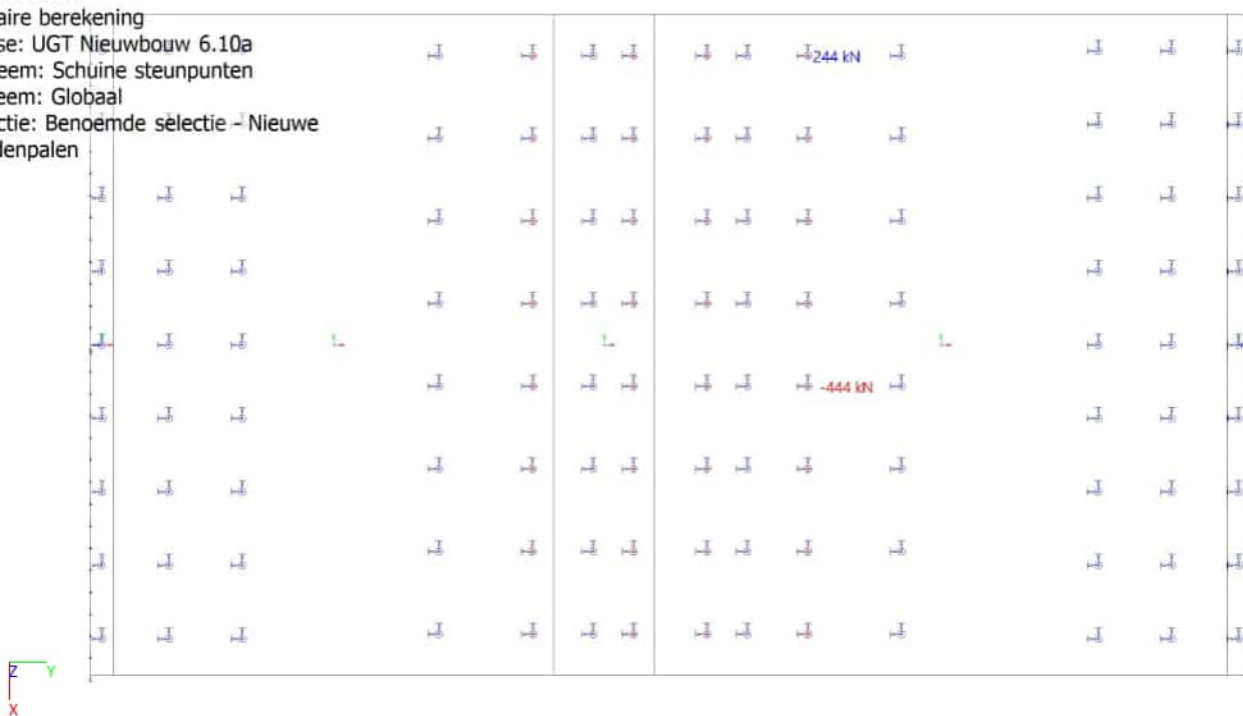 aire berekening
se: UGT Nieuwbouw 6.10a
eem: Schuine steunpunten
eem: Globaal
ctie: Benoemde selectie - Nieuwe
denpalen
244 kN
-444 kN
Z Y
X